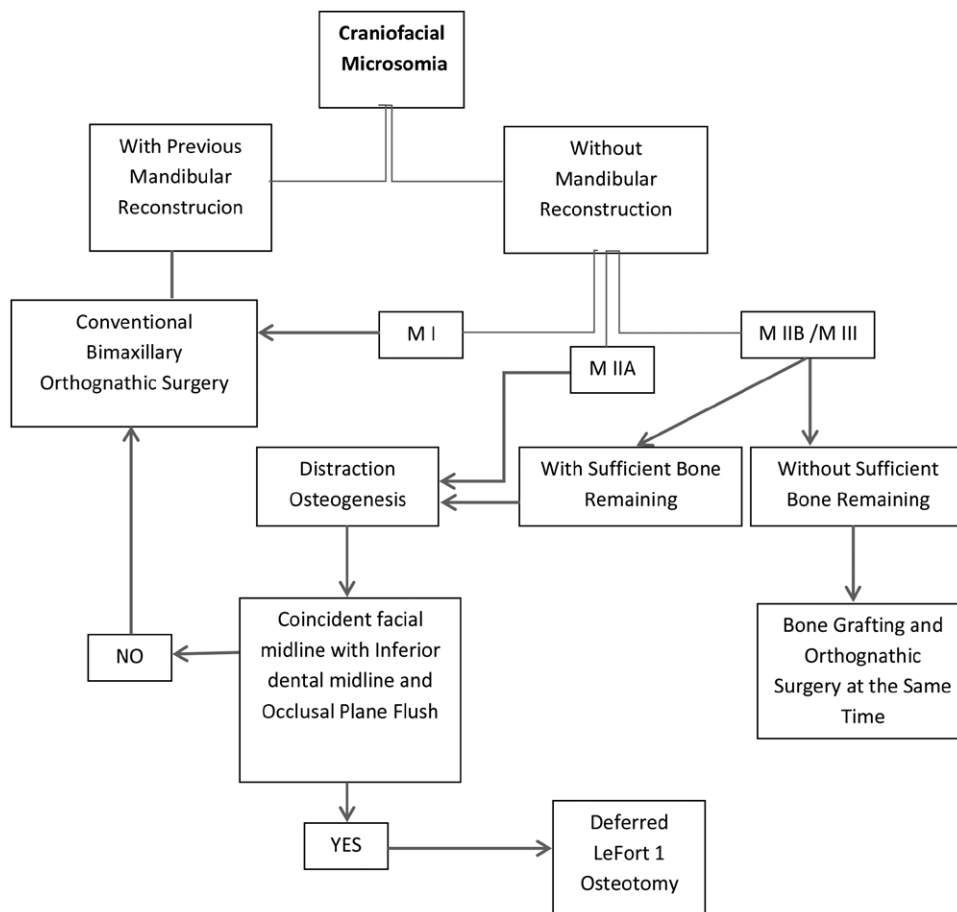 Craniofacial
Microsomia
With Previous
Mandibular
Reconstrucion
Without
Mandibular
Reconstruction
Conventional
Bimaxillary
Orthognathic Surgery
M I
M IIA
M IIB /M III
Distraction
Osteogenesis
With Sufficient Bone
Remaining
Without Sufficient
Bone Remaining
NO
Coincident facial
midline with Inferior
dental midline and
Occlusal Plane Flush
Bone Grafting and
Orthognathic
Surgery at the Same
Time
YES
Deferred
LeFort 1
Osteotomy